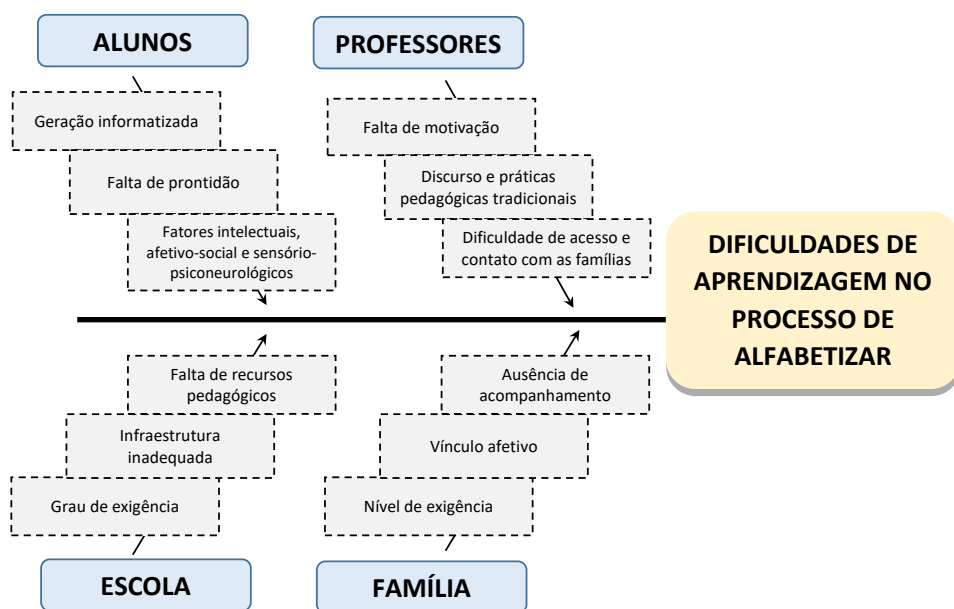 ALUNOS
Geração informatizada
Falta de prontidão
Fatores intelectuais,
afetivo-social e sensório-
psiconeurológicos
PROFESSORES
Falta de motivação
Discurso e práticas
pedagógicas tradicionais
Dificuldade de acesso e
contato com as famílias
DIFICULDADES DE
APRENDIZAGEM NO
PROCESSO DE
ALFABETIZAR
Falta de recursos
pedagógicos
Infraestrutura
inadequada
Grau de exigência
ESCOLA
Ausência de
acompanhamento
Vínculo afetivo
Nível de exigência
FAMÍLIA